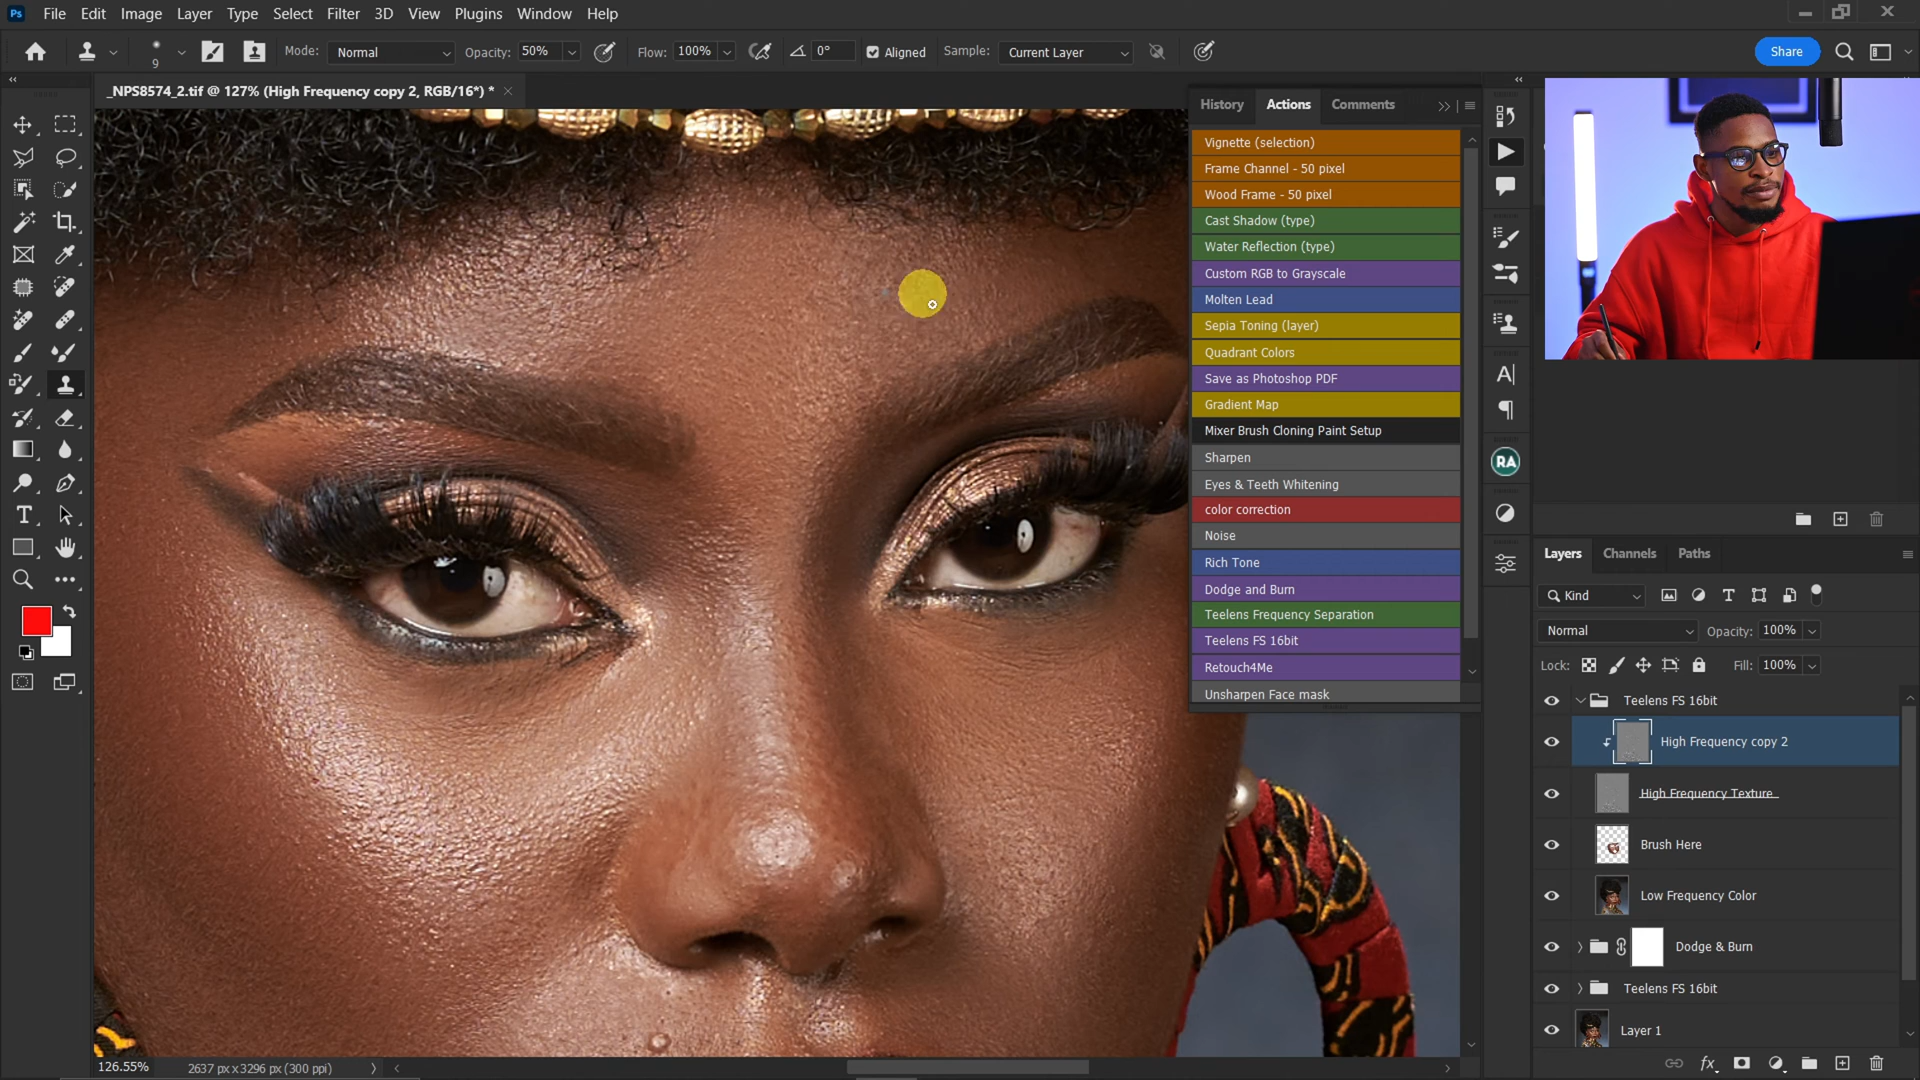 Ps File Edit Image Layer Type Select Filter 3D View Plugins Window Help
9 Mode: Normal Opacity: 50% Flow: 100% 0° Aligned Sample: Current Layer Share
_NPS8574_2.tif @ 127% (High Frequency copy 2, RGB/16*) *
History Actions Comments
Vignette (selection)
Frame Channel - 50 pixel
Wood Frame - 50 pixel
Cast Shadow (type)
Water Reflection (type)
Custom RGB to Grayscale
Molten Lead
Sepia Toning (layer)
Quadrant Colors
Save as Photoshop PDF
Gradient Map
Mixer Brush Cloning Paint Setup
Sharpen
Eyes & Teeth Whitening
color correction
Noise
Rich Tone
Dodge and Burn
Teelens Frequency Separation
Teelens FS 16bit
Retouch4Me
Unsharpen Face mask
RA
Layers Channels Paths
Kind
Normal Opacity: 100%
Lock: Fill: 100%
Teelens FS 16bit
High Frequency copy 2
High Frequency Texture
Brush Here
Low Frequency Color
Dodge & Burn
Teelens FS 16bit
Layer 1
126.55% 2637 px x 3296 px (300 ppi)